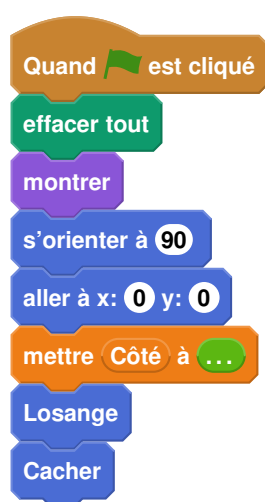 Quand est cliqué
effacer tout
montrer
s'orienter à 90
aller à x: 0 y: 0
mettre Côté à ...
Losange
Cacher